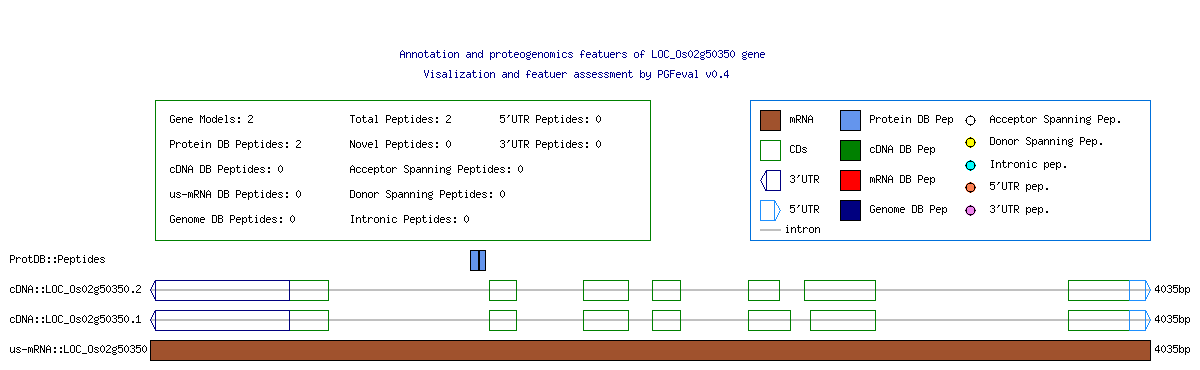 Annotation and proteogenomics featuers of LOC_Os02g50350 gene
Visalization and featuer assessment by PGFeval v0.4
Gene Models: 2 Total Peptides: 2 5'UTR Peptides: 0
Protein DB Peptides: 2 Novel Peptides: 0 3'UTR Peptides: 0
cDNA DB Peptides: 0 Acceptor Spanning Peptides: 0
us-mRNA DB Peptides: 0 Donor Spanning Peptides: 0
Genome DB Peptides: 0 Intronic Peptides: 0
mRNA Protein DB Pep Acceptor Spanning Pep.
CDs cDNA DB Pep Donor Spanning Pep.
3'UTR mRNA DB Pep Intronic pep.
5'UTR Genome DB Pep 5'UTR pep.
intron 3'UTR pep.
ProtDB::Peptides
cDNA::LOC_Os02g50350.2 4035bp
cDNA::LOC_Os02g50350.1 4035bp
us-mRNA::LOC_Os02g50350 4035bp